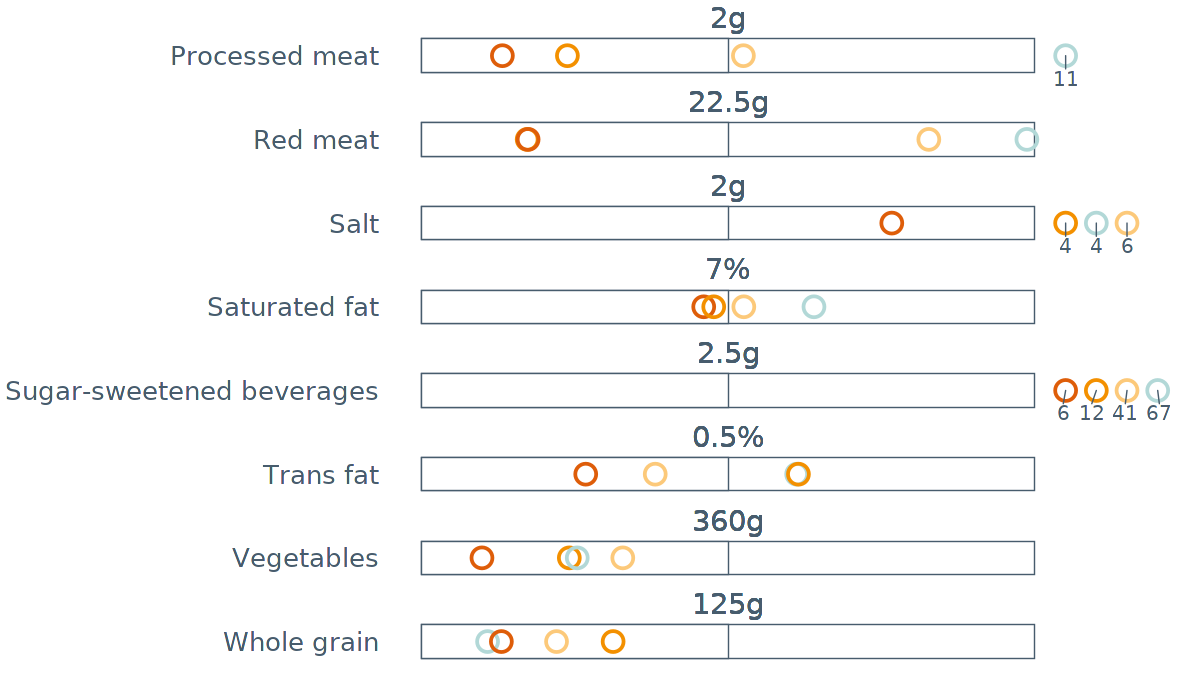 2g
Processed meat
11
22.5g
Red meat
2g
Salt
4 4 6
7%
Saturated fat
2.5g
Sugar-sweetened beverages
6 12 41 67
0.5%
Trans fat
360g
Vegetables
125g
Whole grain